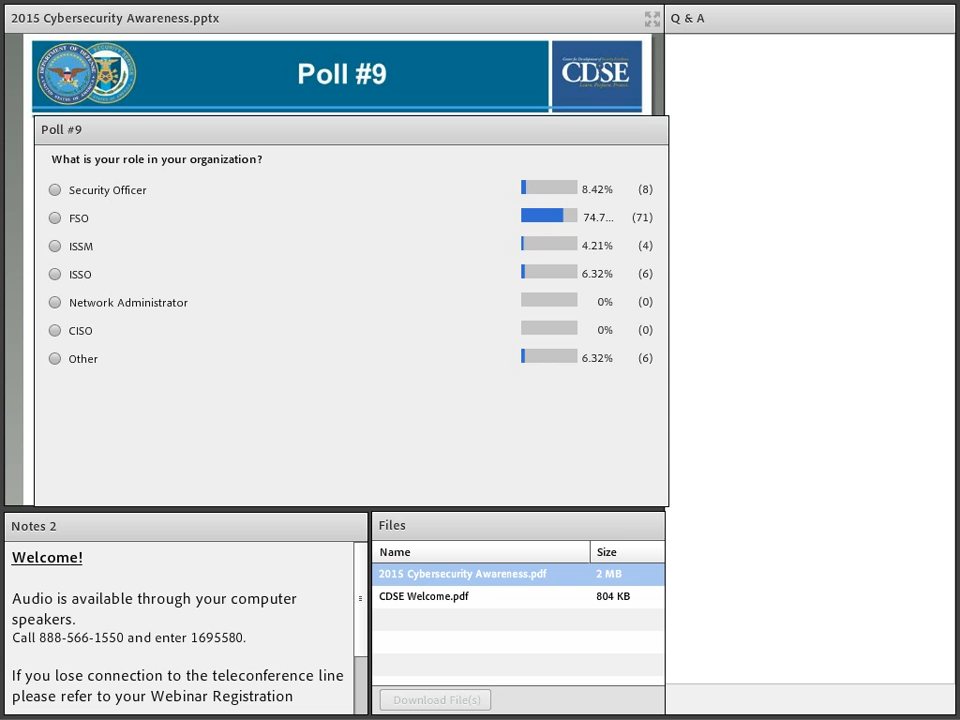 2015 Cybersecurity Awareness.pptx
Q & A
Poll #9
CDSE
Poll #9
What is your role in your organization?
Security Officer 8.42% (8)
FSO 74.7... (71)
ISSM 4.21% (4)
ISSO 6.32% (6)
Network Administrator 0% (0)
CISO 0% (0)
Other 6.32% (6)
Notes 2
Welcome!
Audio is available through your computer
speakers.
Call 888-566-1550 and enter 1695580.
If you lose connection to the teleconference line
please refer to your Webinar Registration
Files
Name Size
2015 Cybersecurity Awareness.pdf 2 MB
CDSE Welcome.pdf 804 KB
Download File(s)